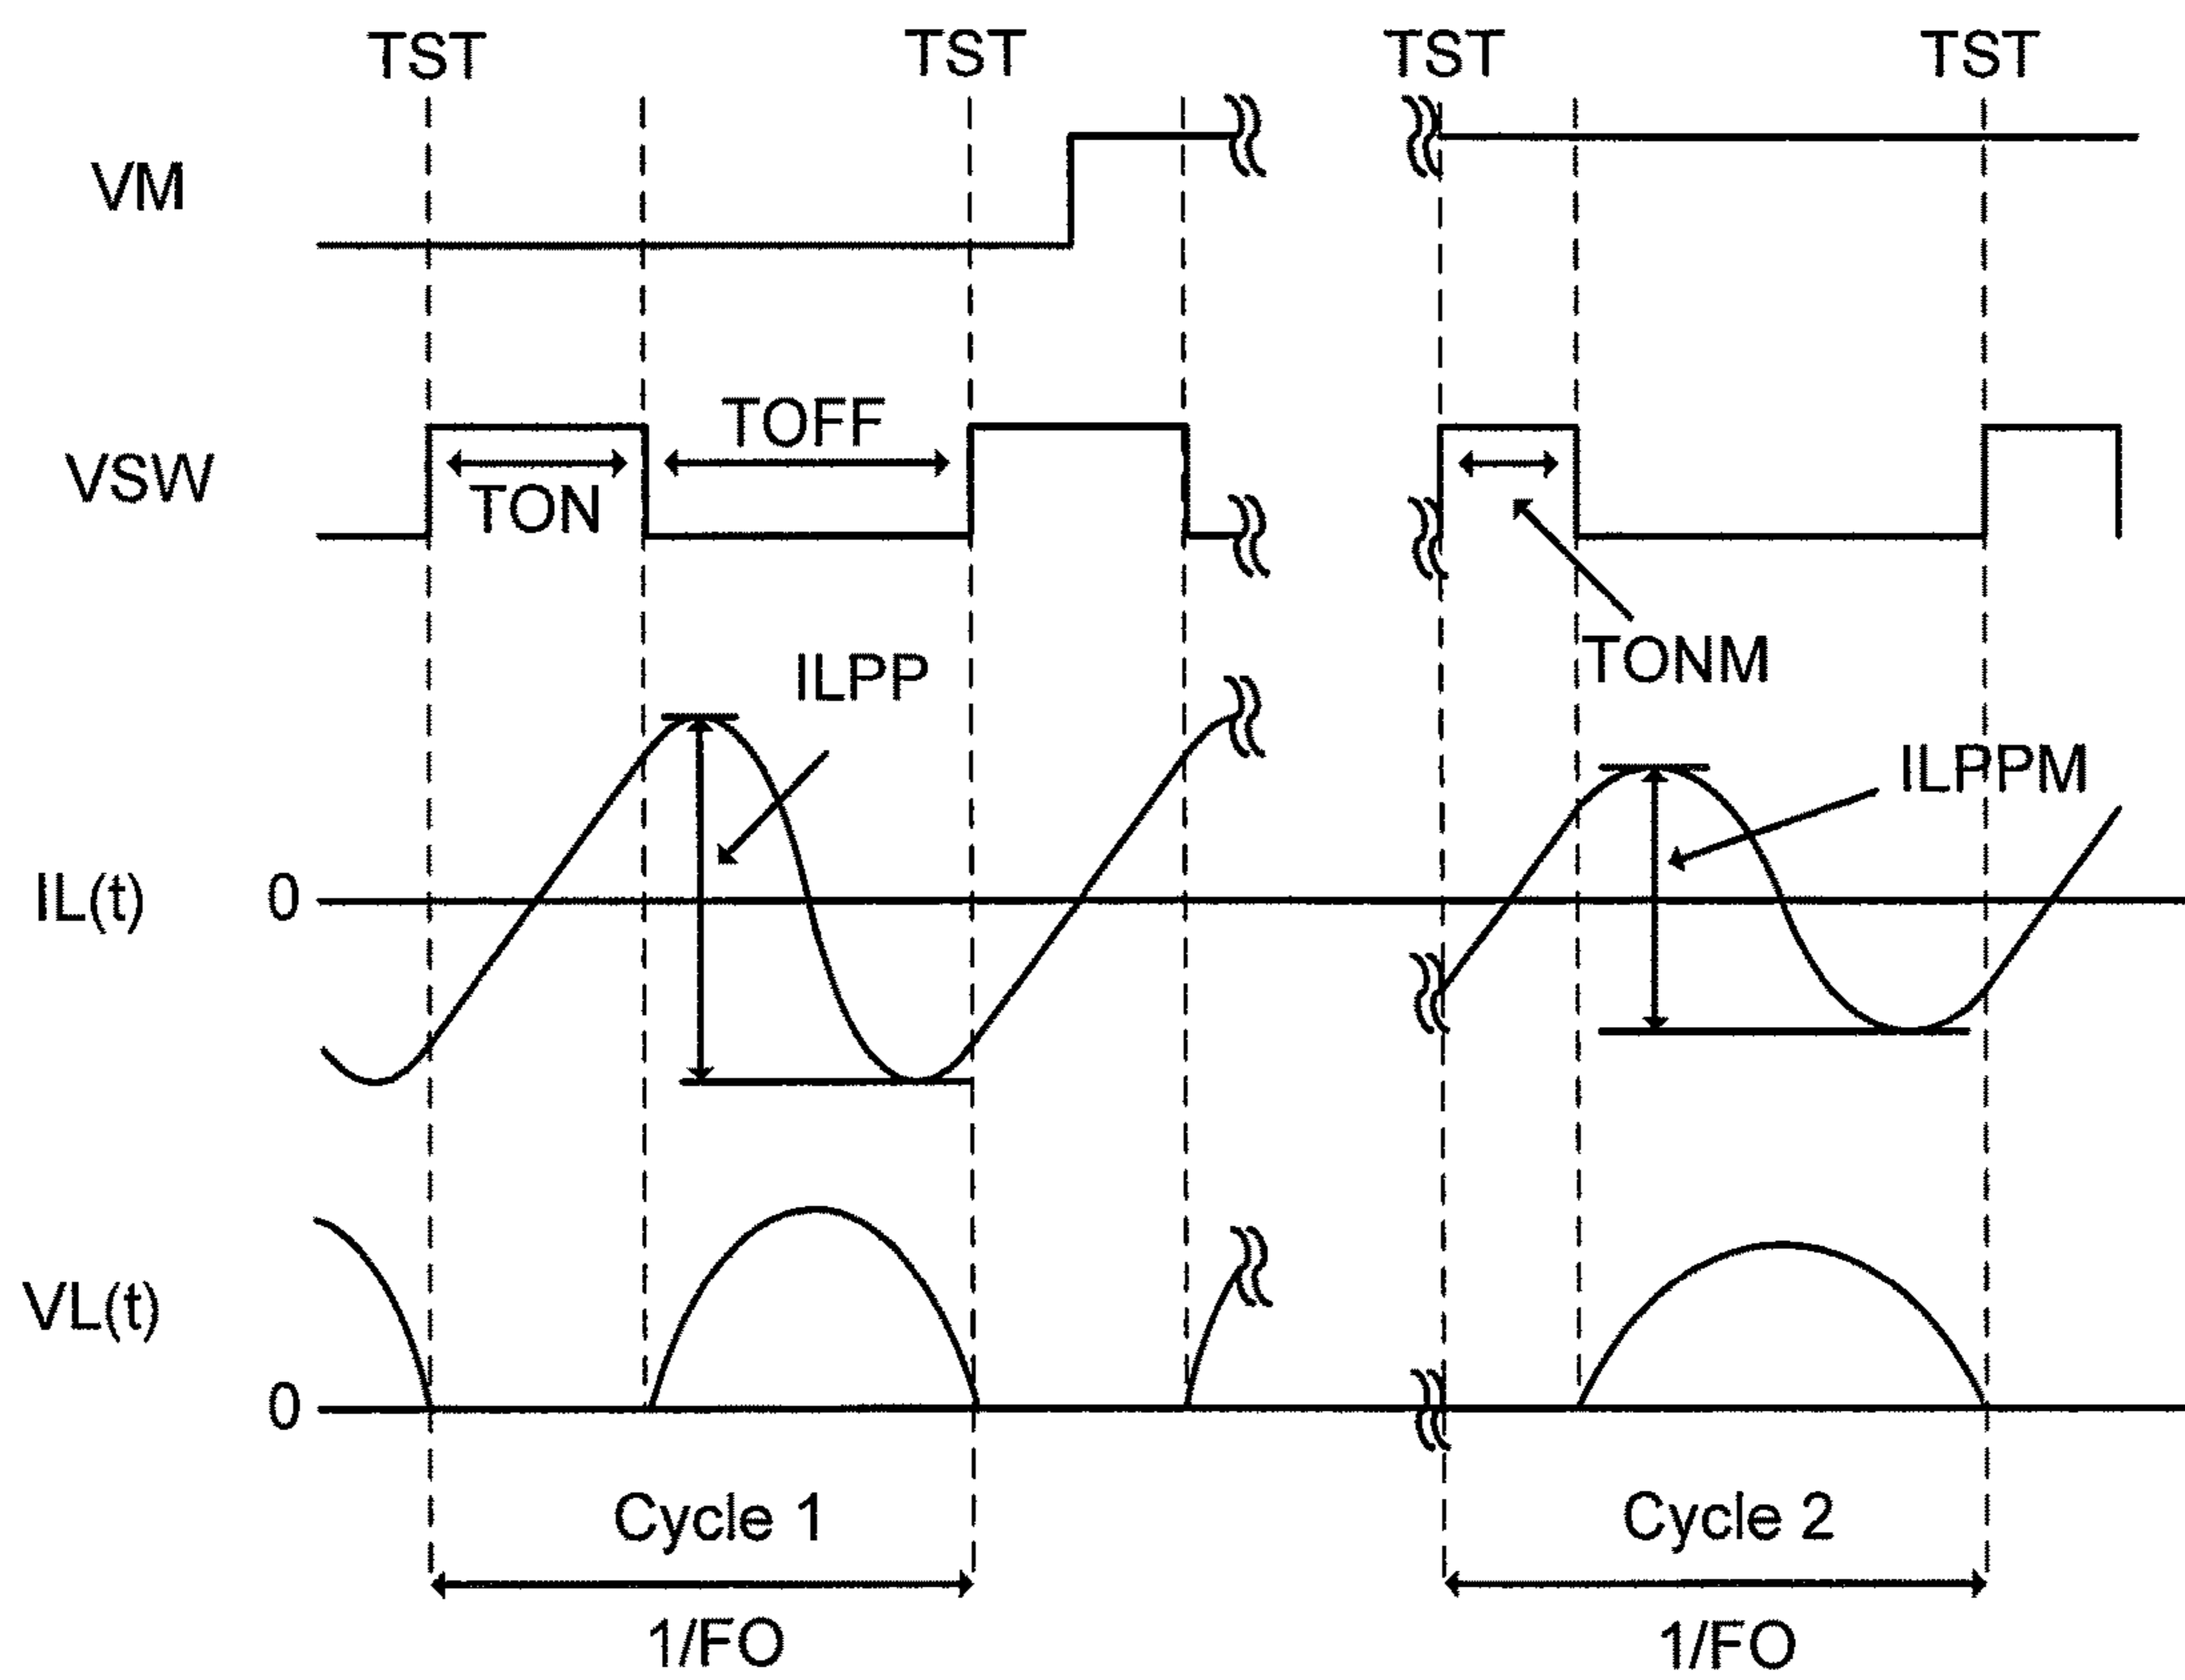 TST TST TST TST
VM
VSW
TON
TOFF
TONM
ILPP
ILPPM
IL(t)
0
VL(t)
0
Cycle 1
Cycle 2
1/FO
1/FO